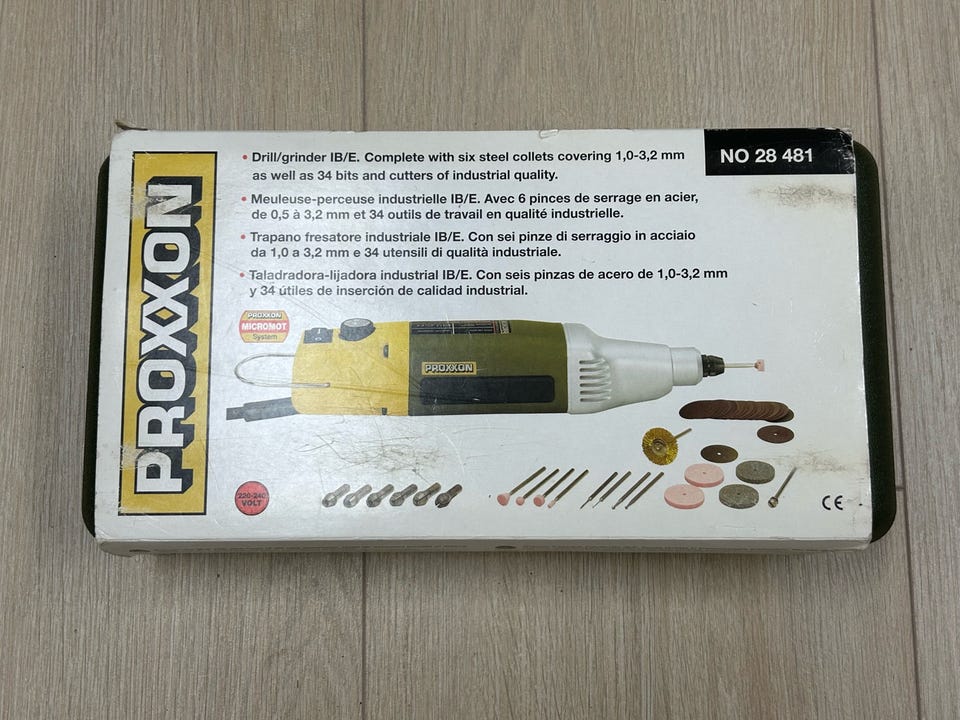 PROXXON
• Drill/grinder IB/E. Complete with six steel collets covering 1,0-3,2 mm
as well as 34 bits and cutters of industrial quality.
• Meuleuse-perceuse industrielle IB/E. Avec 6 pinces de serrage en acier,
de 0,5 à 3,2 mm et 34 outils de travail en qualité industrielle.
• Trapano fresatore industriale IB/E. Con sei pinze di serraggio in acciaio
da 1,0 a 3,2 mm e 34 utensili di qualità industriale.
• Taladradora-lijadora industrial IB/E. Con seis pinzas de acero de 1,0-3,2 mm
y 34 útiles de inserción de calidad industrial.
NO 28 481
PROXXON
MICROMOT
System
PROXXON
220-240
VOLT
CE